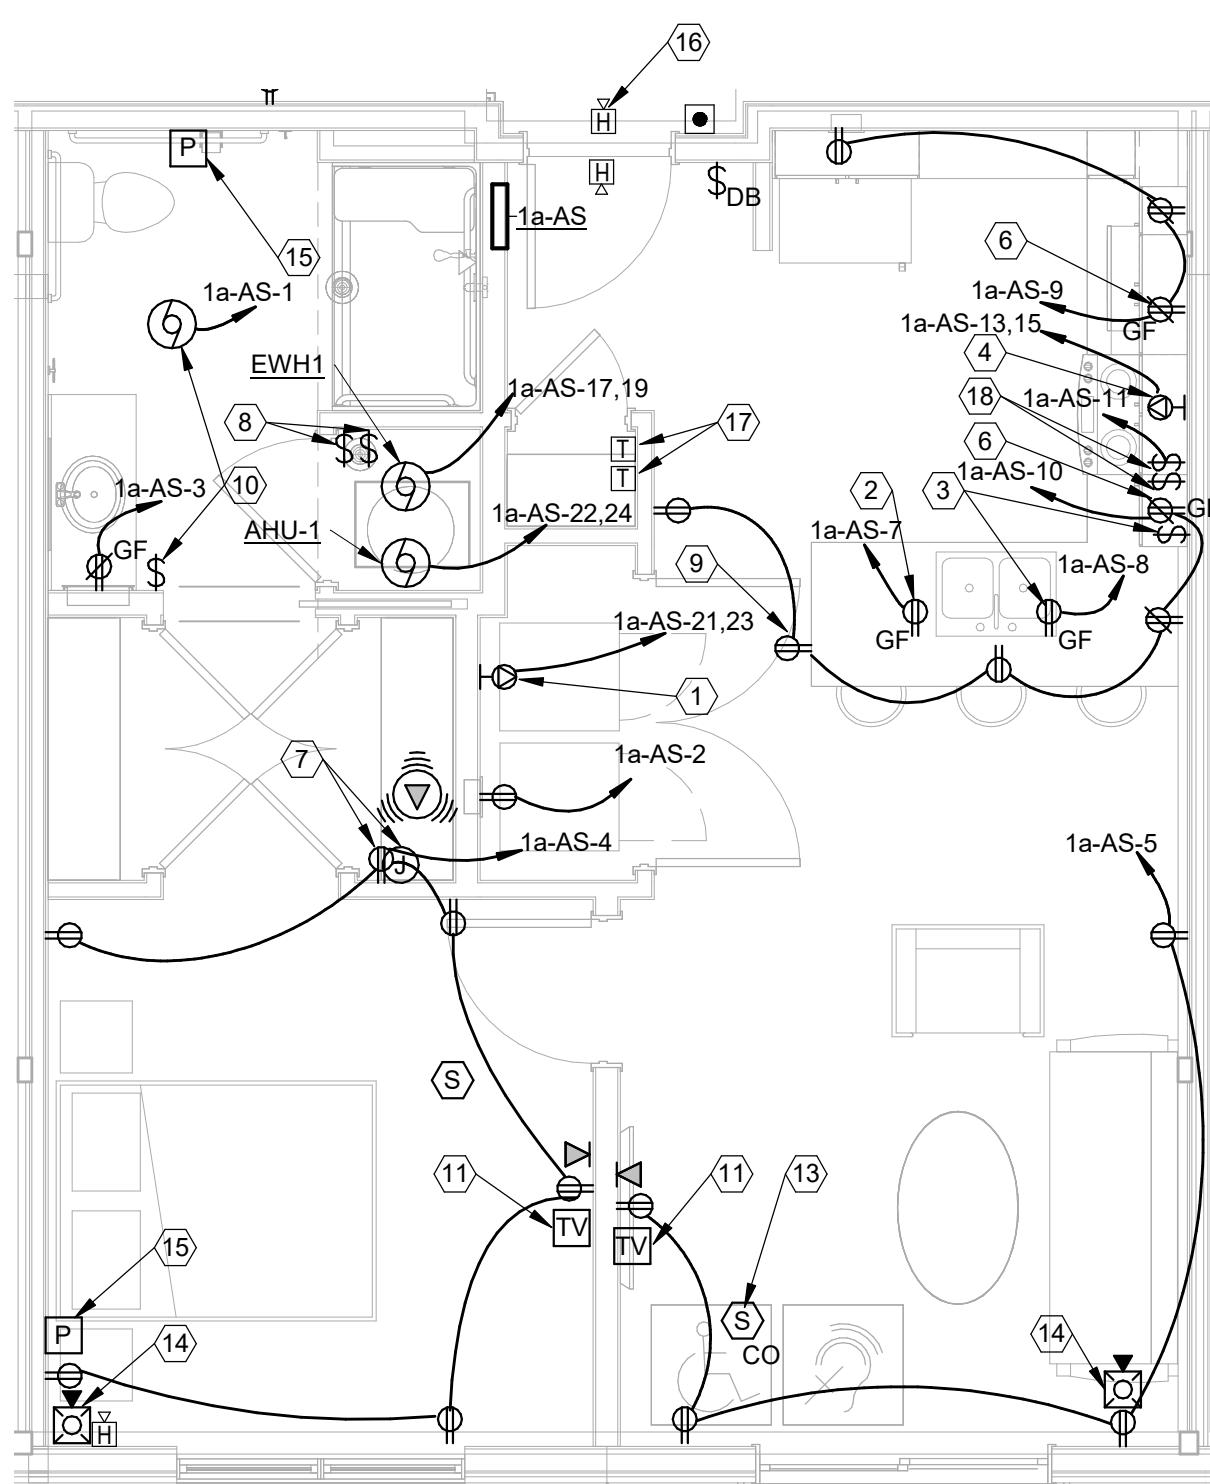 16
H
P
H
$
DB
1a-AS
15
6
1a-AS-1
1a-AS-9
1a-AS-13,15
GF
4
EWH1
1a-AS-17,19
1a-AS-11
18
8
$ $
17
T
6
T
1a-AS-10
1a-AS-3
10
2
3
GF
1a-AS-22,24
AHU-1
1a-AS-7
GF
$
9
1a-AS-8
GF
GF
1a-AS-21,23
1
7
1a-AS-2
1a-AS-4
J
1a-AS-5
S
11
11
13
TV
TV
15
S
P
14
14
CO
H